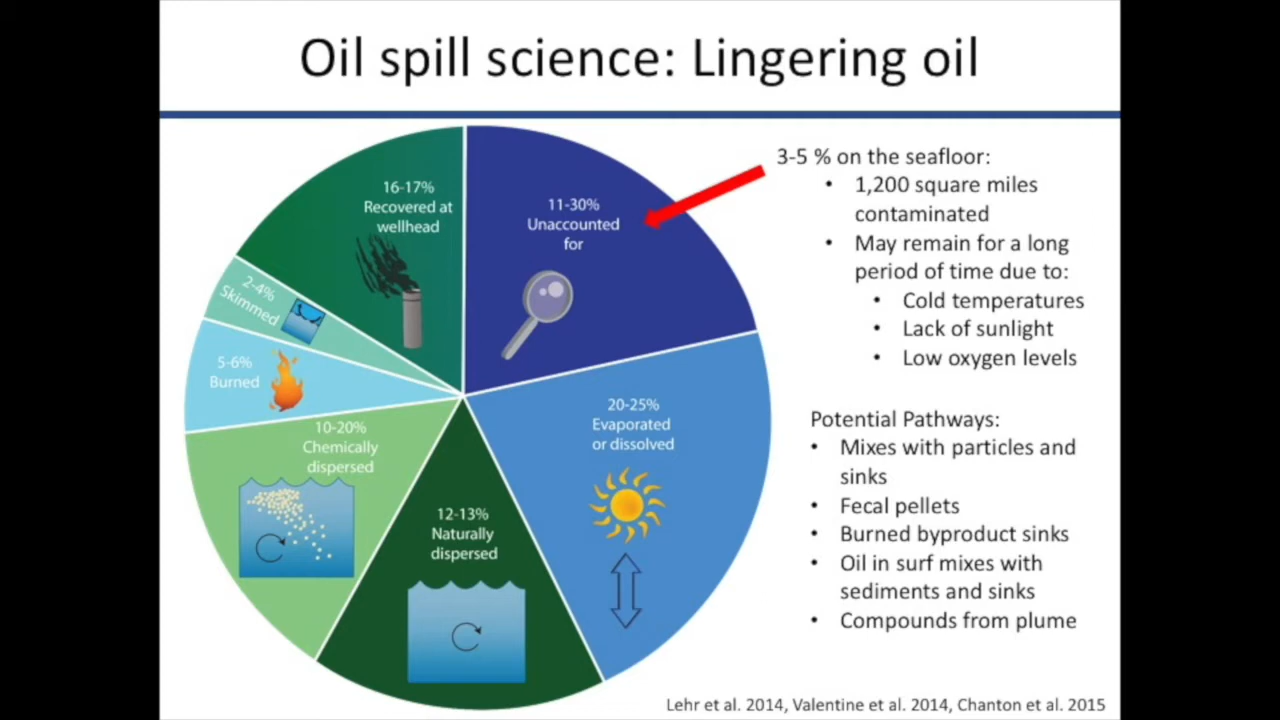 Oil spill science: Lingering oil
16-17%
Recovered at
wellhead
11-30%
Unaccounted
for
2-4%
Skimmed
5-6%
Burned
10-20%
Chemically
dispersed
12-13%
Naturally
dispersed
20-25%
Evaporated
or dissolved
3-5 % on the seafloor:
• 1,200 square miles
contaminated
• May remain for a long
period of time due to:
• Cold temperatures
• Lack of sunlight
• Low oxygen levels
Potential Pathways:
• Mixes with particles and
sinks
• Fecal pellets
• Burned byproduct sinks
• Oil in surf mixes with
sediments and sinks
• Compounds from plume
Lehr et al. 2014, Valentine et al. 2014, Chanton et al. 2015